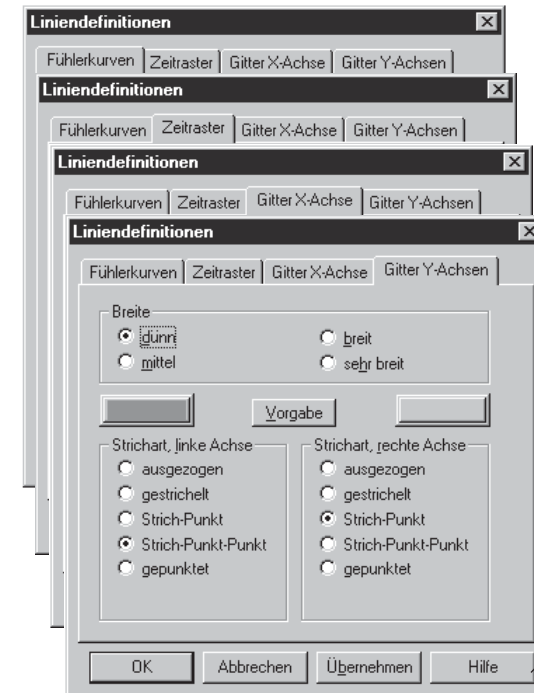 Liniendefinitionen
Fühlerkurven Zeitraster Gitter X-Achse Gitter Y-Achsen
Liniendefinitionen
Fühlerkurven Zeitraster Gitter X-Achse Gitter Y-Achsen
Liniendefinitionen
Fühlerkurven Zeitraster Gitter X-Achse Gitter Y-Achsen
Liniendefinitionen
Fühlerkurven Zeitraster Gitter X-Achse Gitter Y-Achsen
Breite
dünn breit
mittel sehr breit
Vorgabe
Strichart, linke Achse Strichart, rechte Achse
ausgezogen ausgezogen
gestrichelt gestrichelt
Strich-Punkt Strich-Punkt
Strich-Punkt-Punkt Strich-Punkt-Punkt
gepunktet gepunktet
OK Abbrechen Übernehmen Hilfe